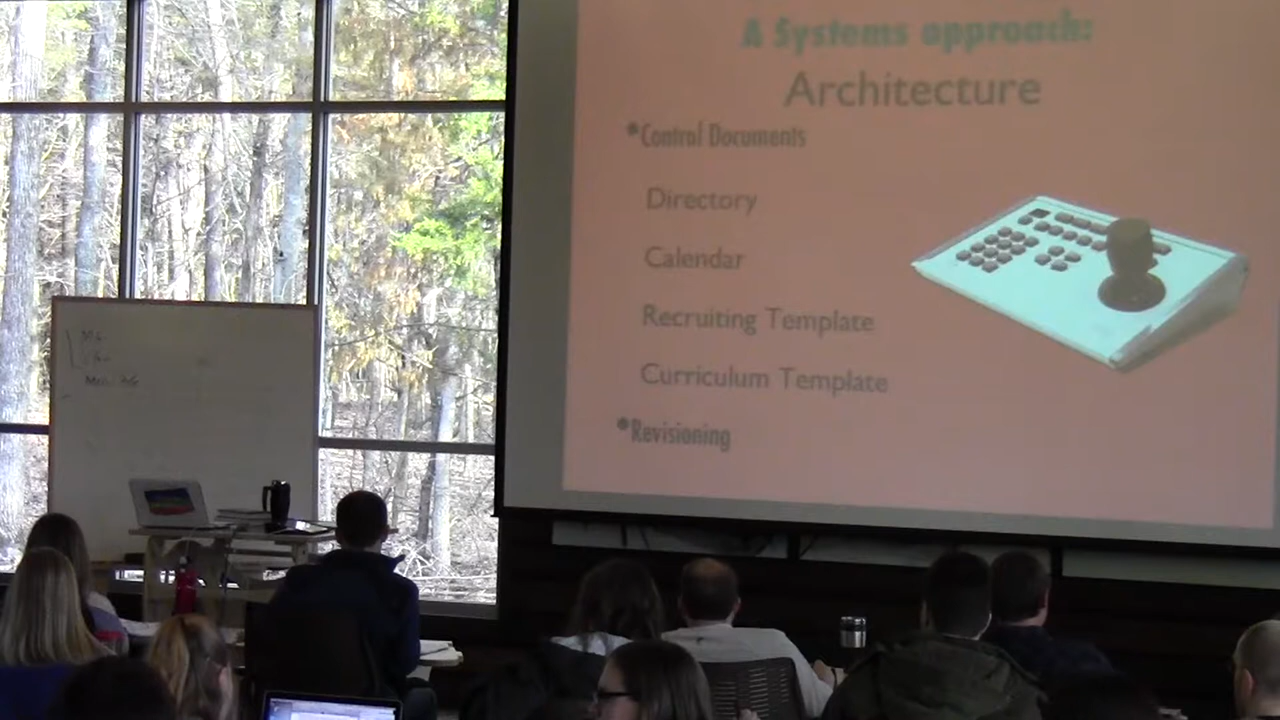 A Systems approach:
Architecture
•Control Documents
Directory
Calendar
Recruiting Template
Curriculum Template
•Revisioning